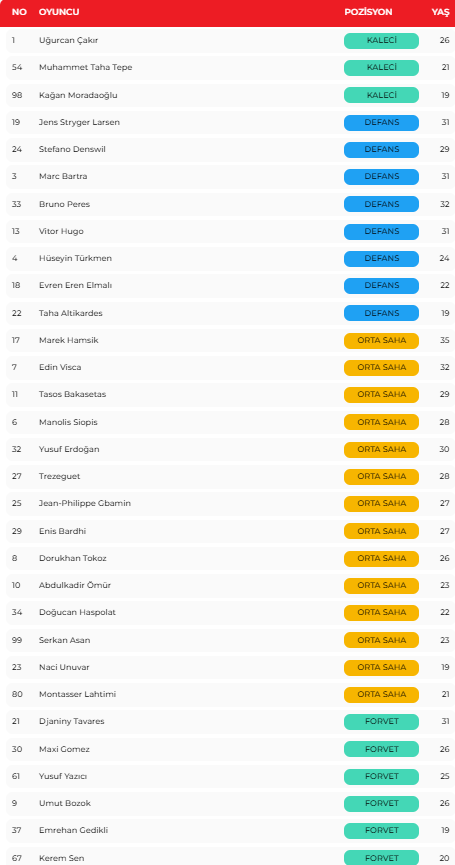 NO OYUNCU POZİSYON YAŞ
1 Uğurcan Çakır KALECİ 26
54 Muhammet Taha Tepe KALECİ 21
98 Kağan Moradaoğlu KALECİ 19
19 Jens Stryger Larsen DEFANS 31
24 Stefano Denswil DEFANS 29
3 Marc Bartra DEFANS 31
33 Bruno Peres DEFANS 32
13 Vitor Hugo DEFANS 31
4 Hüseyin Türkmen DEFANS 24
18 Evren Eren Elmalı DEFANS 22
22 Taha Altikardes DEFANS 19
17 Marek Hamsik ORTA SAHA 35
7 Edin Visca ORTA SAHA 32
11 Tasos Bakasetas ORTA SAHA 29
6 Manolis Siopis ORTA SAHA 28
32 Yusuf Erdoğan ORTA SAHA 30
27 Trezeguet ORTA SAHA 28
25 Jean-Philippe Gbamin ORTA SAHA 27
29 Enis Bardhi ORTA SAHA 27
8 Dorukhan Tokoz ORTA SAHA 26
10 Abdulkadir Ömür ORTA SAHA 23
34 Doğucan Haspolat ORTA SAHA 22
99 Serkan Asan ORTA SAHA 23
23 Naci Unuvar ORTA SAHA 19
80 Montasser Lahtimi ORTA SAHA 21
21 Djaniny Tavares FORVET 31
30 Maxi Gomez FORVET 26
61 Yusuf Yazıcı FORVET 25
9 Umut Bozok FORVET 26
37 Emrehan Gedikli FORVET 19
67 Kerem Sen FORVET 20